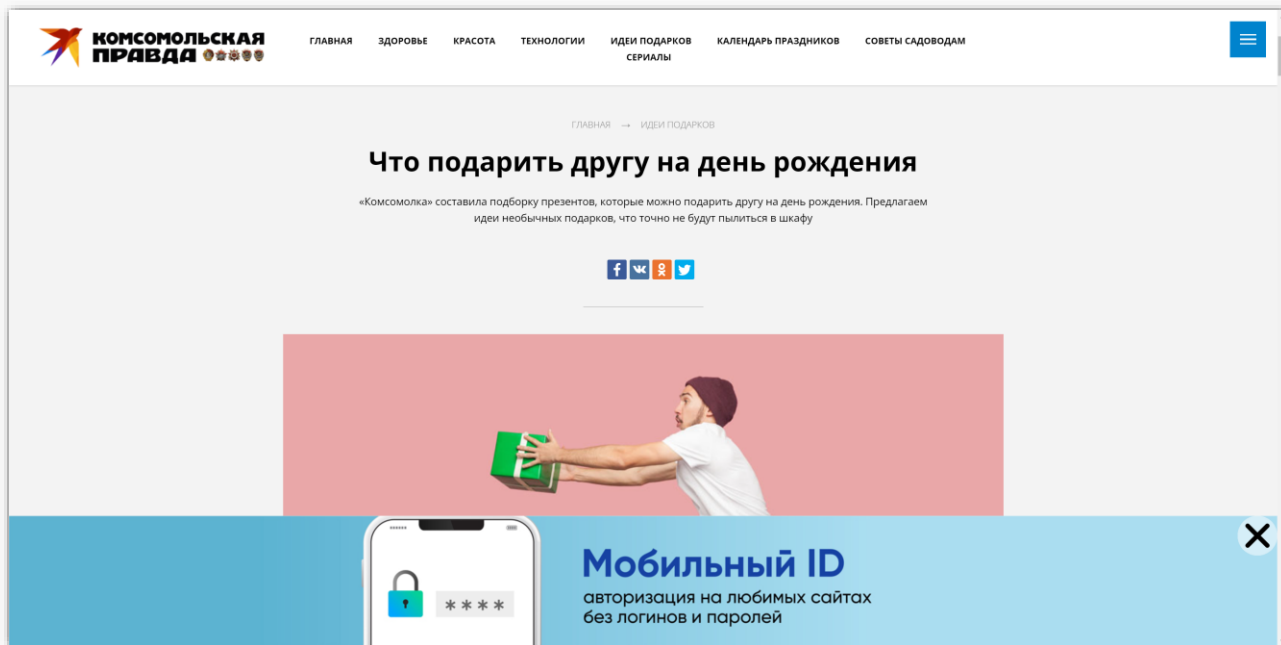 КОМСОМОЛЬСКАЯ
ПРАВДА
ГЛАВНАЯ ЗДОРОВЬЕ КРАСОТА ТЕХНОЛОГИИ ИДЕИ ПОДАРКОВ КАЛЕНДАРЬ ПРАЗДНИКОВ СОВЕТЫ САДОВОДАМ
СЕРИАЛЫ
ГЛАВНАЯ → ИДЕИ ПОДАРКОВ
Что подарить другу на день рождения
«Комсомолка» составила подборку презентов, которые можно подарить другу на день рождения. Предлагаем
идеи необычных подарков, что точно не будут пылиться в шкафу
Мобильный ID
авторизация на любимых сайтах
без логинов и паролей
* * * *